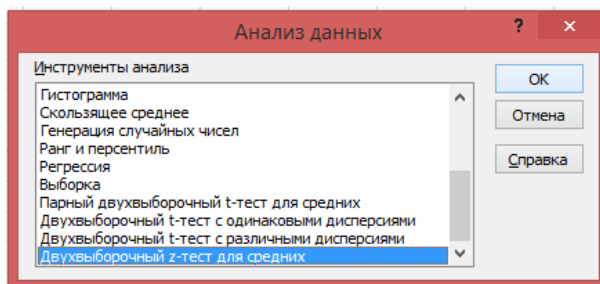 Анализ данных
?
×
Инструменты анализа
Гистограмма
Скользящее среднее
Генерация случайных чисел
Ранг и персентиль
Регрессия
Выборка
Парный двухвыборочный t-тест для средних
Двухвыборочный t-тест с одинаковыми дисперсиями
Двухвыборочный t-тест с различными дисперсиями
Двухвыборочный z-тест для средних
ОК
Отмена
Справка